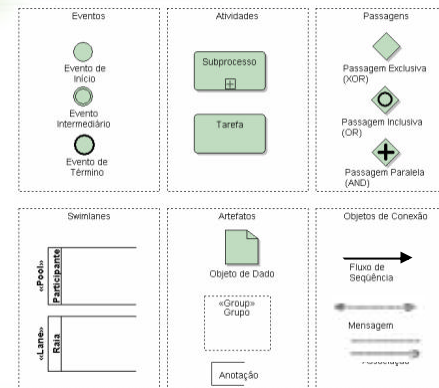 Eventos
Evento de
Início
Evento
Intermediário
Evento de
Término
Atividades
Subprocesso
Tarefa
Passagens
Passagem Exclusiva
(XOR)
Passagem Inclusiva
(OR)
Passagem Paralela
(AND)
Swimlanes
«Pool»
Participante
«Lane»
Raia
Artefatos
Objeto de Dado
«Group»
Grupo
Anotação
Objetos de Conexão
Fluxo de
Seqüência
Mensagem